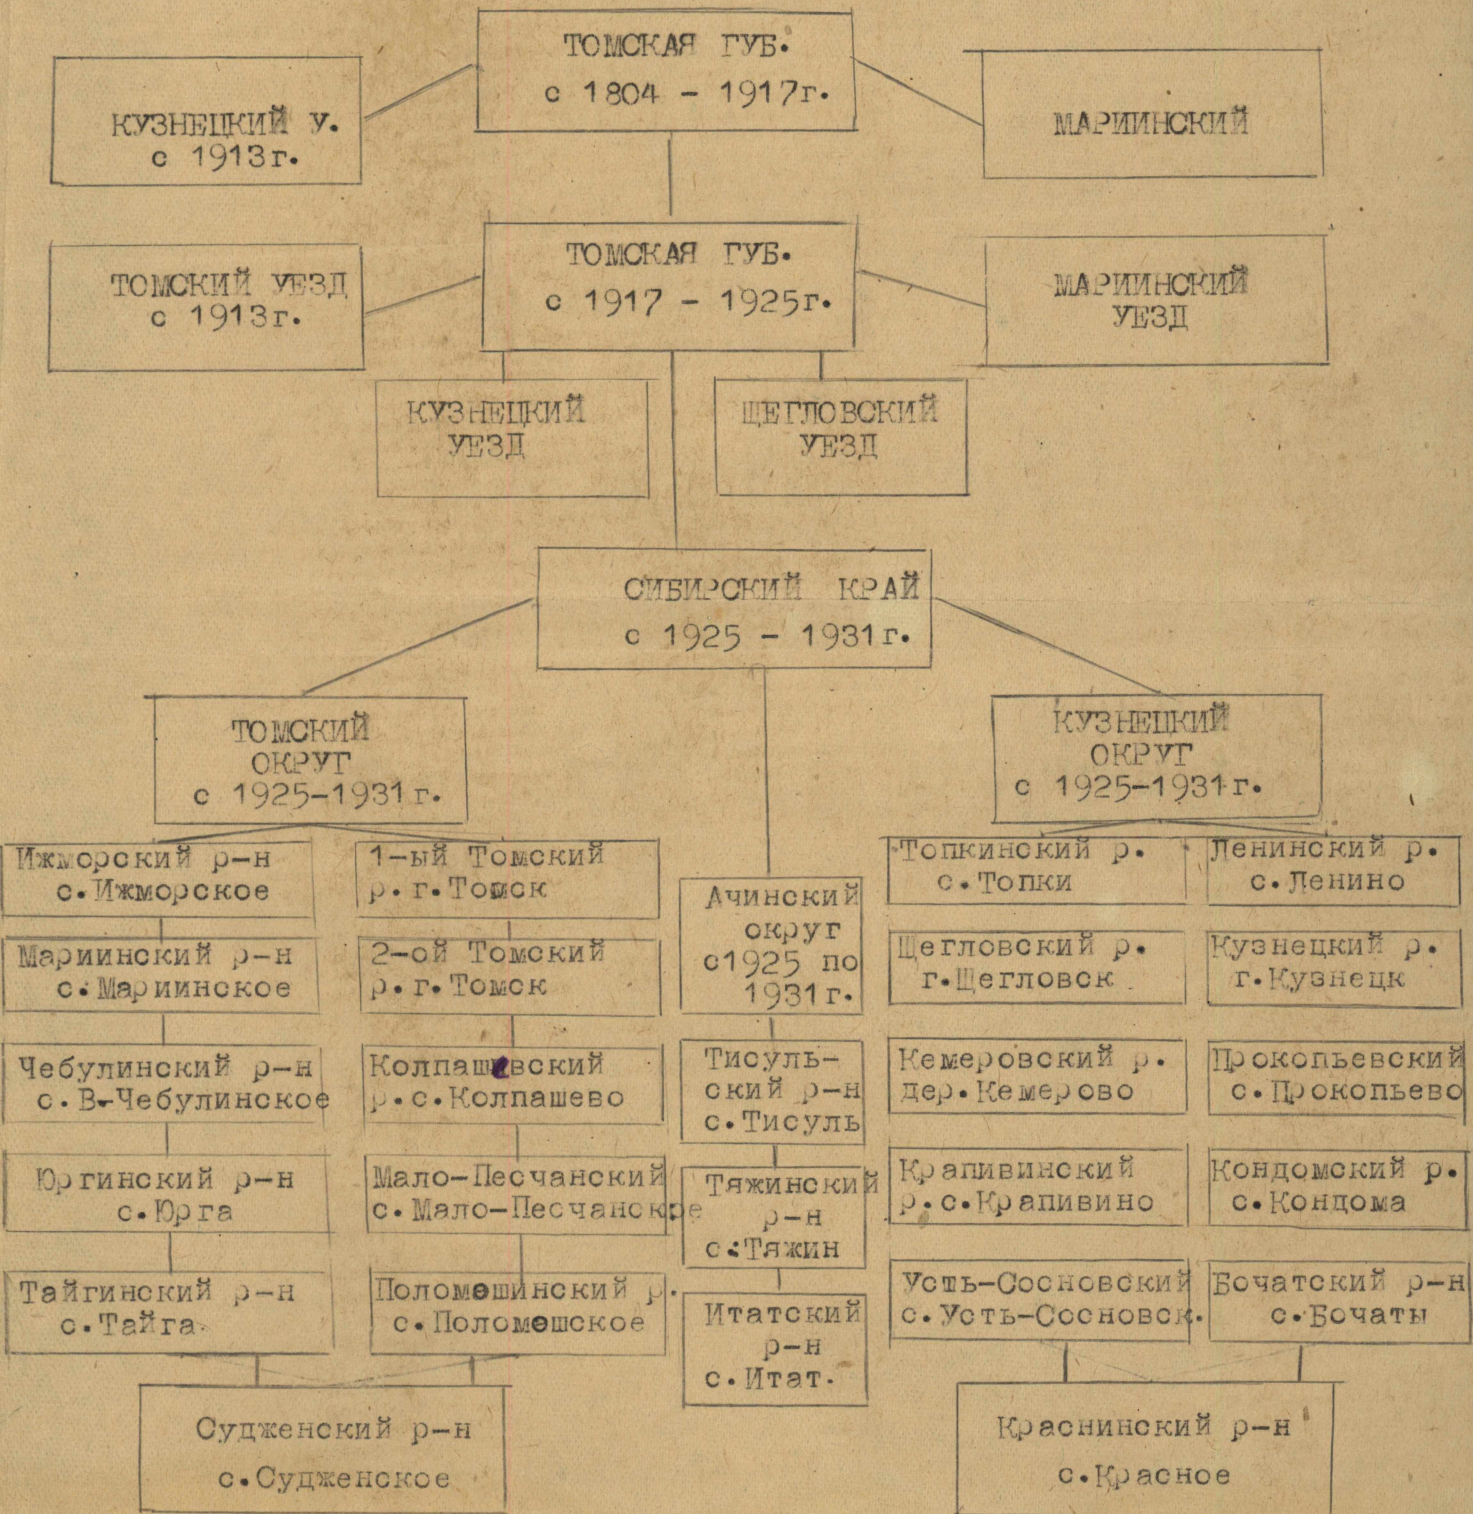 ТОМСКАЯ ГУБ.
с 1804 - 1917г.
КУЗНЕЦКИЙ У.
с 1913г.
МАРИИНСКИЙ
ТОМСКАЯ ГУБ.
с 1917 - 1925г.
ТОМСКИЙ УЕЗД
с 1913г.
МАРИИНСКИЙ
УЕЗД
КУЗНЕЦКИЙ
УЕЗД
ЩЕГЛОВСКИЙ
УЕЗД
СИБИРСКИЙ КРАЙ
с 1925 - 1931г.
ТОМСКИЙ
ОКРУГ
с 1925-1931г.
КУЗНЕЦКИЙ
ОКРУГ
с 1925-1931г.
Ижморский р-н
с.Ижморское
Мариинский р-н
с.Мариинское
Чебулинский р-н
с.В-Чебулинское
Юргинский р-н
с.Юрга
Тайгинский р-н
с.Тайга.
1-ый Томский
р.г.Томск
2-ой Томский
р.г.Томск
Колпашевский
р.с.Колпашево
Мало-Песчанский
с.Мало-Песчанское
Поломошинский р.
с.Поломошское
Судженский р-н
с.Судженское
Ачинский
округ
с1925 по
1931г.
Тисуль-
ский р-н
с.Тисуль
Тяжинский
р-н
с.Тяжин
Итатский
р-н
с.Итат.
Топкинский р.
с.Топки
Щегловский р.
г.Щегловск
Кемеровский р.
дер.Кемерово
Крапивинский
р.с.Крапивино
Усть-Сосновский
с.Усть-Сосновск.
Ленинский р.
с.Ленино
Кузнецкий р.
г.Кузнецк
Прокопьевский
с.Прокопьево
Кондомский р.
с.Кондома
Бочатский р-н
с.Бочаты
Краснинский р-н
с.Красное